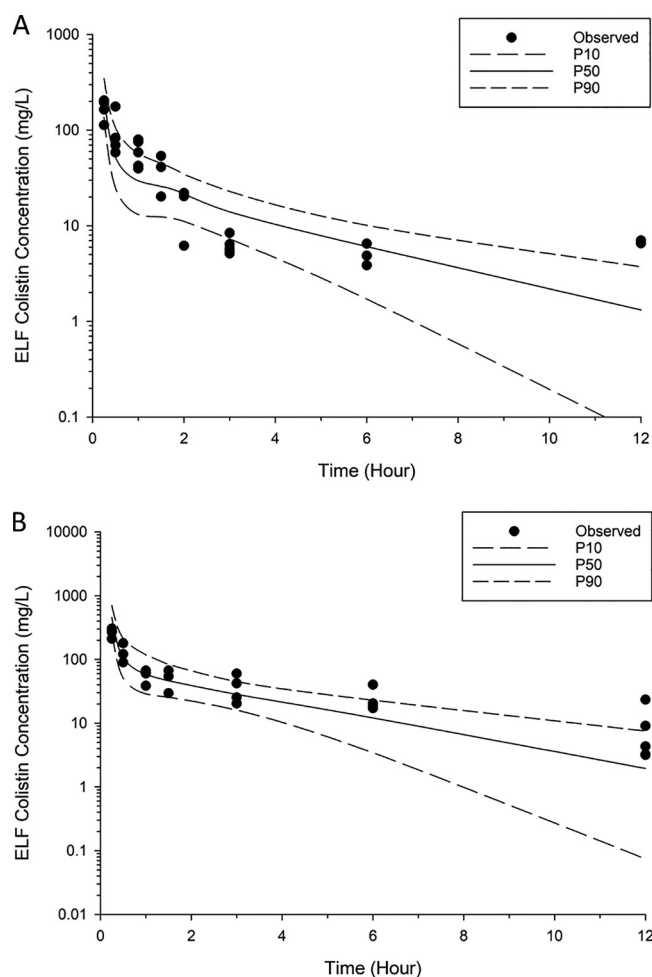 A
ELF Colistin Concentration (mg/L)
1000
100
10
1
0.1
0
2
4
6
8
10
12
Time (Hour)
Observed
P10
P50
P90
B
ELF Colistin Concentration (mg/L)
10000
1000
100
10
1
0.1
0.01
0
2
4
6
8
10
12
Time (Hour)
Observed
P10
P50
P90